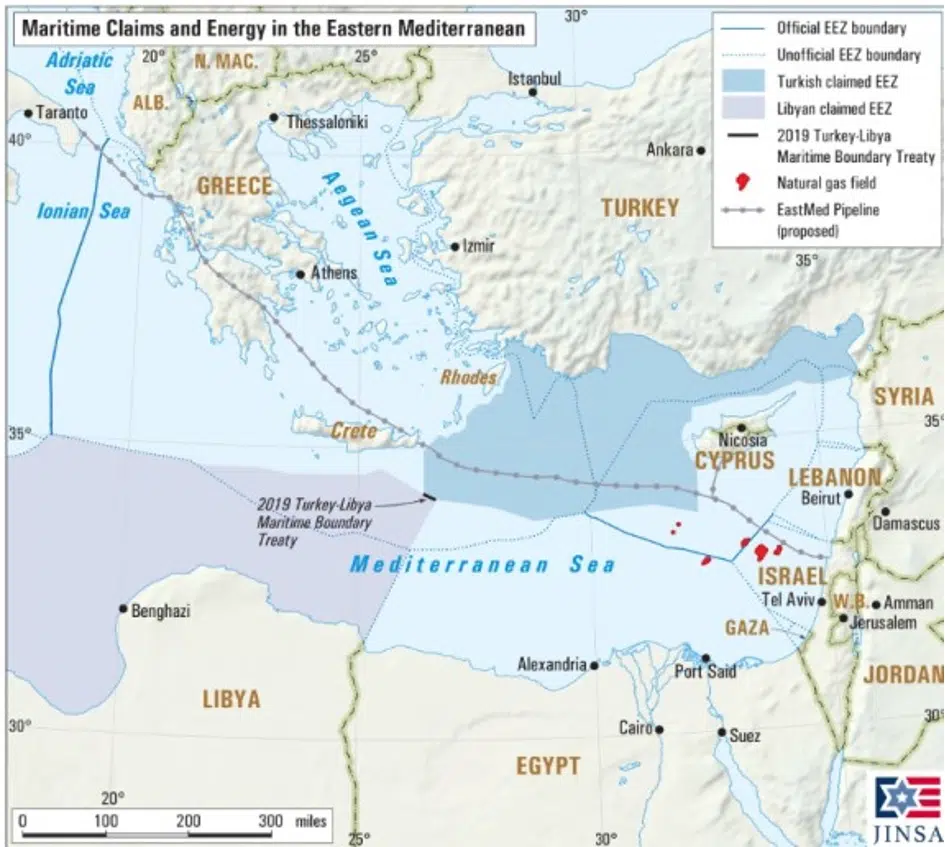 Maritime Claims and Energy in the Eastern Mediterranean
Official EEZ boundary
Unofficial EEZ boundary
Turkish claimed EEZ
Libyan claimed EEZ
2019 Turkey-Libya
Maritime Boundary Treaty
Natural gas field
EastMed Pipeline
(proposed)
20°
25°
30°
35°
Adriatic
Sea
N. MAC.
ALB.
Istanbul
Taranto
Thessaloniki
40°
Ankara
GREECE
Aegean Sea
TURKEY
Ionian Sea
Izmir
Athens
Rhodes
SYRIA
35°
35°
Crete
Nicosia
CYPRUS
LEBANON
Beirut
Damascus
2019 Turkey-Libya
Maritime Boundary
Treaty
Mediterranean Sea
ISRAEL
Tel Aviv
W.B.
Amman
Jerusalem
Benghazi
GAZA
Alexandria
Port Said
JORDAN
LIBYA
30°
30°
Cairo
Suez
EGYPT
20°
25°
30°
0 100 200 300 miles
JINSA